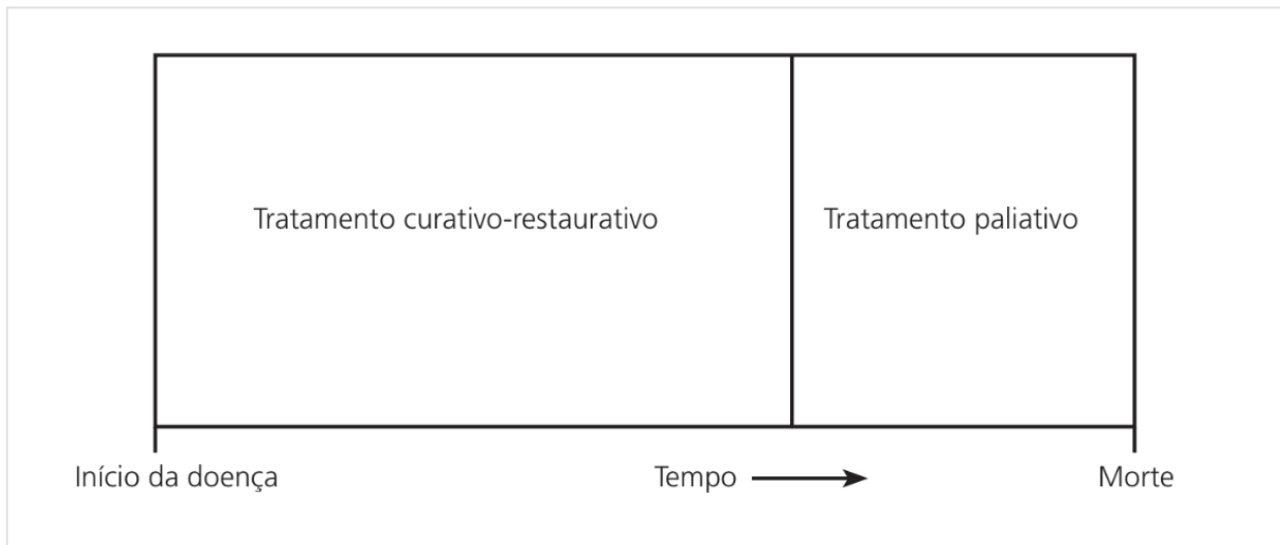 Tratamento curativo-restaurativo
Tratamento paliativo
Início da doença
Tempo
Morte